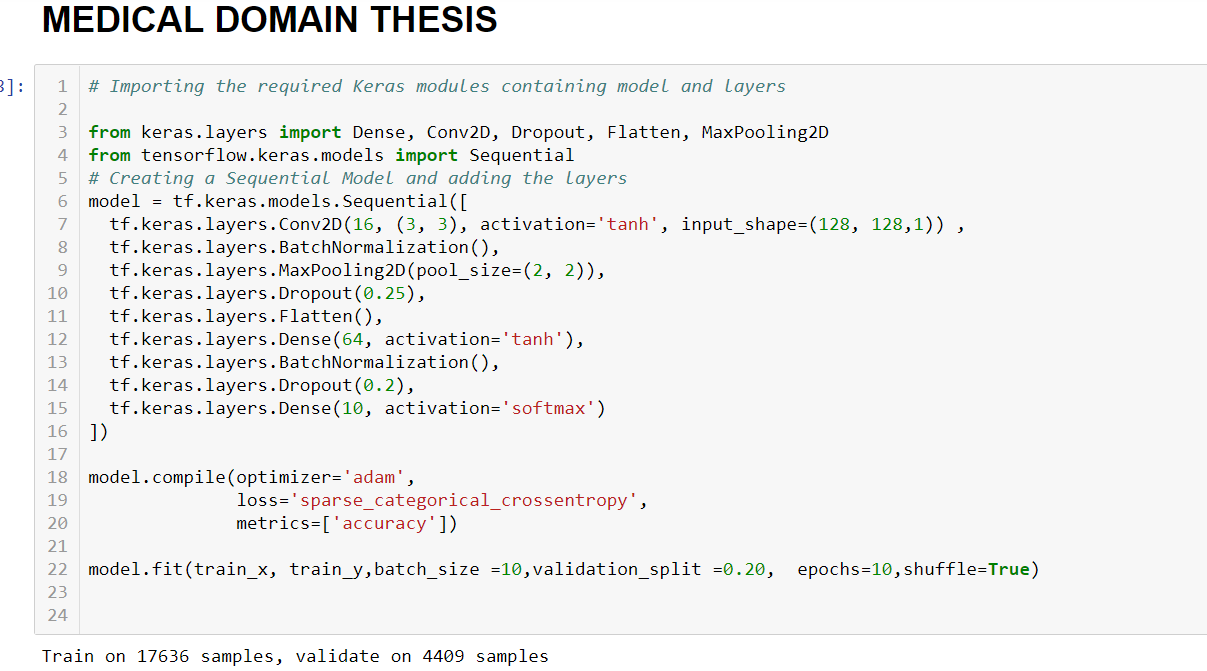 MEDICAL DOMAIN THESIS
3]:
1 # Importing the required Keras modules containing model and layers
2
3 from keras.layers import Dense, Conv2D, Dropout, Flatten, MaxPooling2D
4 from tensorflow.keras.models import Sequential
5 # Creating a Sequential Model and adding the layers
6 model = tf.keras.models.Sequential([
7   tf.keras.layers.Conv2D(16, (3, 3), activation='tanh', input_shape=(128, 128,1)) ,
8   tf.keras.layers.BatchNormalization(),
9   tf.keras.layers.MaxPooling2D(pool_size=(2, 2)),
10   tf.keras.layers.Dropout(0.25),
11   tf.keras.layers.Flatten(),
12   tf.keras.layers.Dense(64, activation='tanh'),
13   tf.keras.layers.BatchNormalization(),
14   tf.keras.layers.Dropout(0.2),
15   tf.keras.layers.Dense(10, activation='softmax')
16 ])
17
18 model.compile(optimizer='adam',
19               loss='sparse_categorical_crossentropy',
20               metrics=['accuracy'])
21
22 model.fit(train_x, train_y,batch_size =10,validation_split =0.20,  epochs=10,shuffle=True)
23
24
Train on 17636 samples, validate on 4409 samples